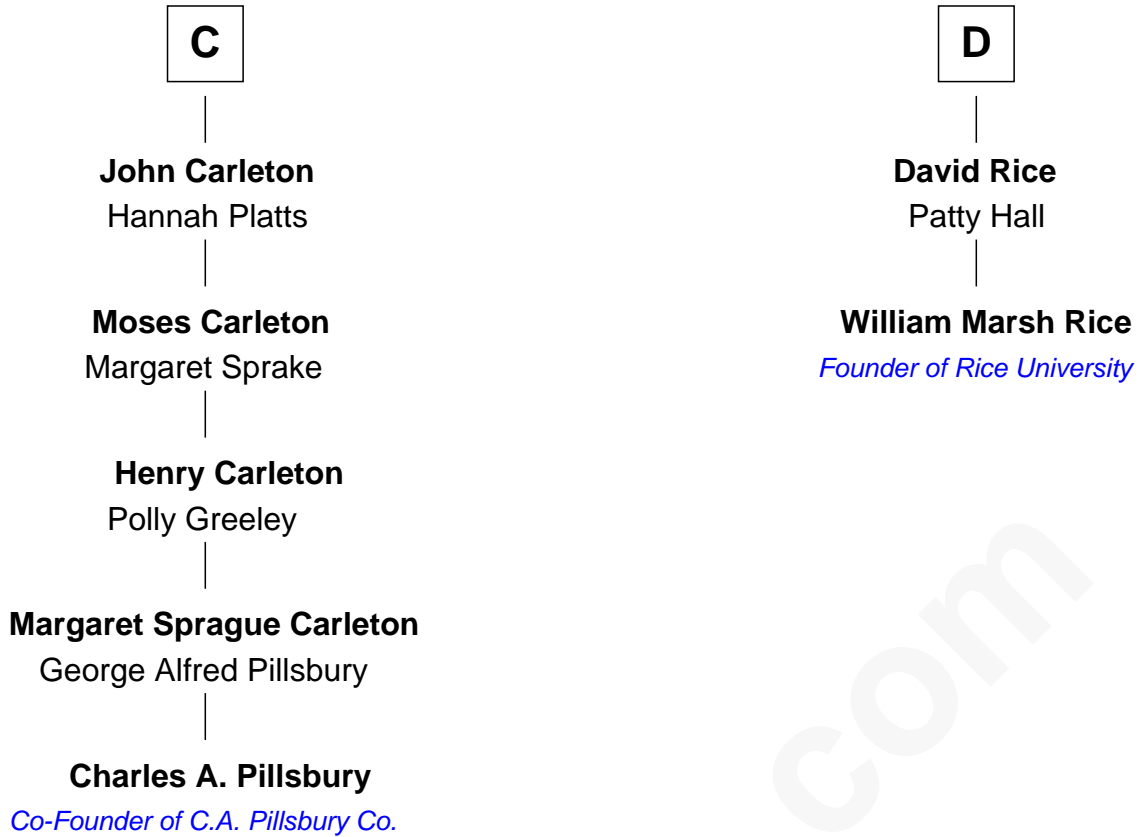 C
John Carleton
Hannah Platts
Moses Carleton
Margaret Sprake
Henry Carleton
Polly Greeley
Margaret Sprague Carleton
George Alfred Pillsbury
Charles A. Pillsbury
Co-Founder of C.A. Pillsbury Co.
D
David Rice
Patty Hall
William Marsh Rice
Founder of Rice University
com